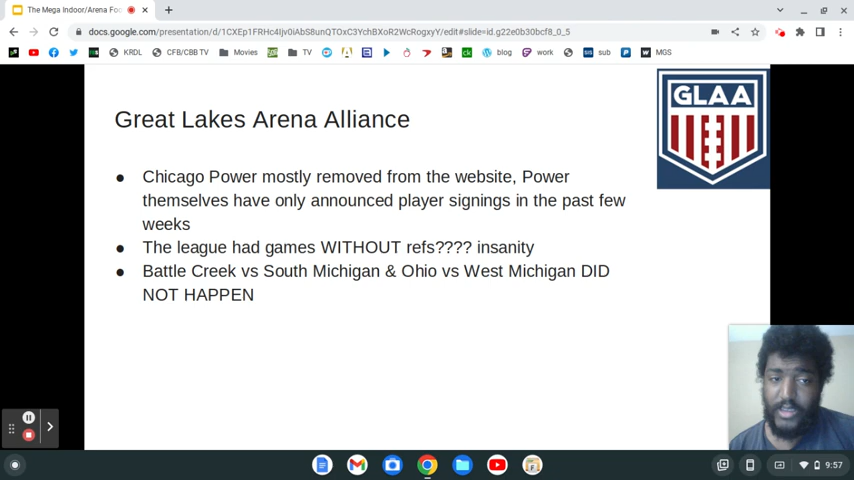 The Mega Indoor/Arena Foo
docs.google.com/presentation/d/1CXEp1FRHc4Ijv0iAbS8unQTOxC3YchBXoR2WcRogxyY/edit#slide=id.g22e0b30bcf8_0_5
KRDL CFB/CBB TV Movies TV blog work sub MGS
GLAA
Great Lakes Arena Alliance
● Chicago Power mostly removed from the website, Power
themselves have only announced player signings in the past few
weeks
● The league had games WITHOUT refs???? insanity
● Battle Creek vs South Michigan & Ohio vs West Michigan DID
NOT HAPPEN
9:57